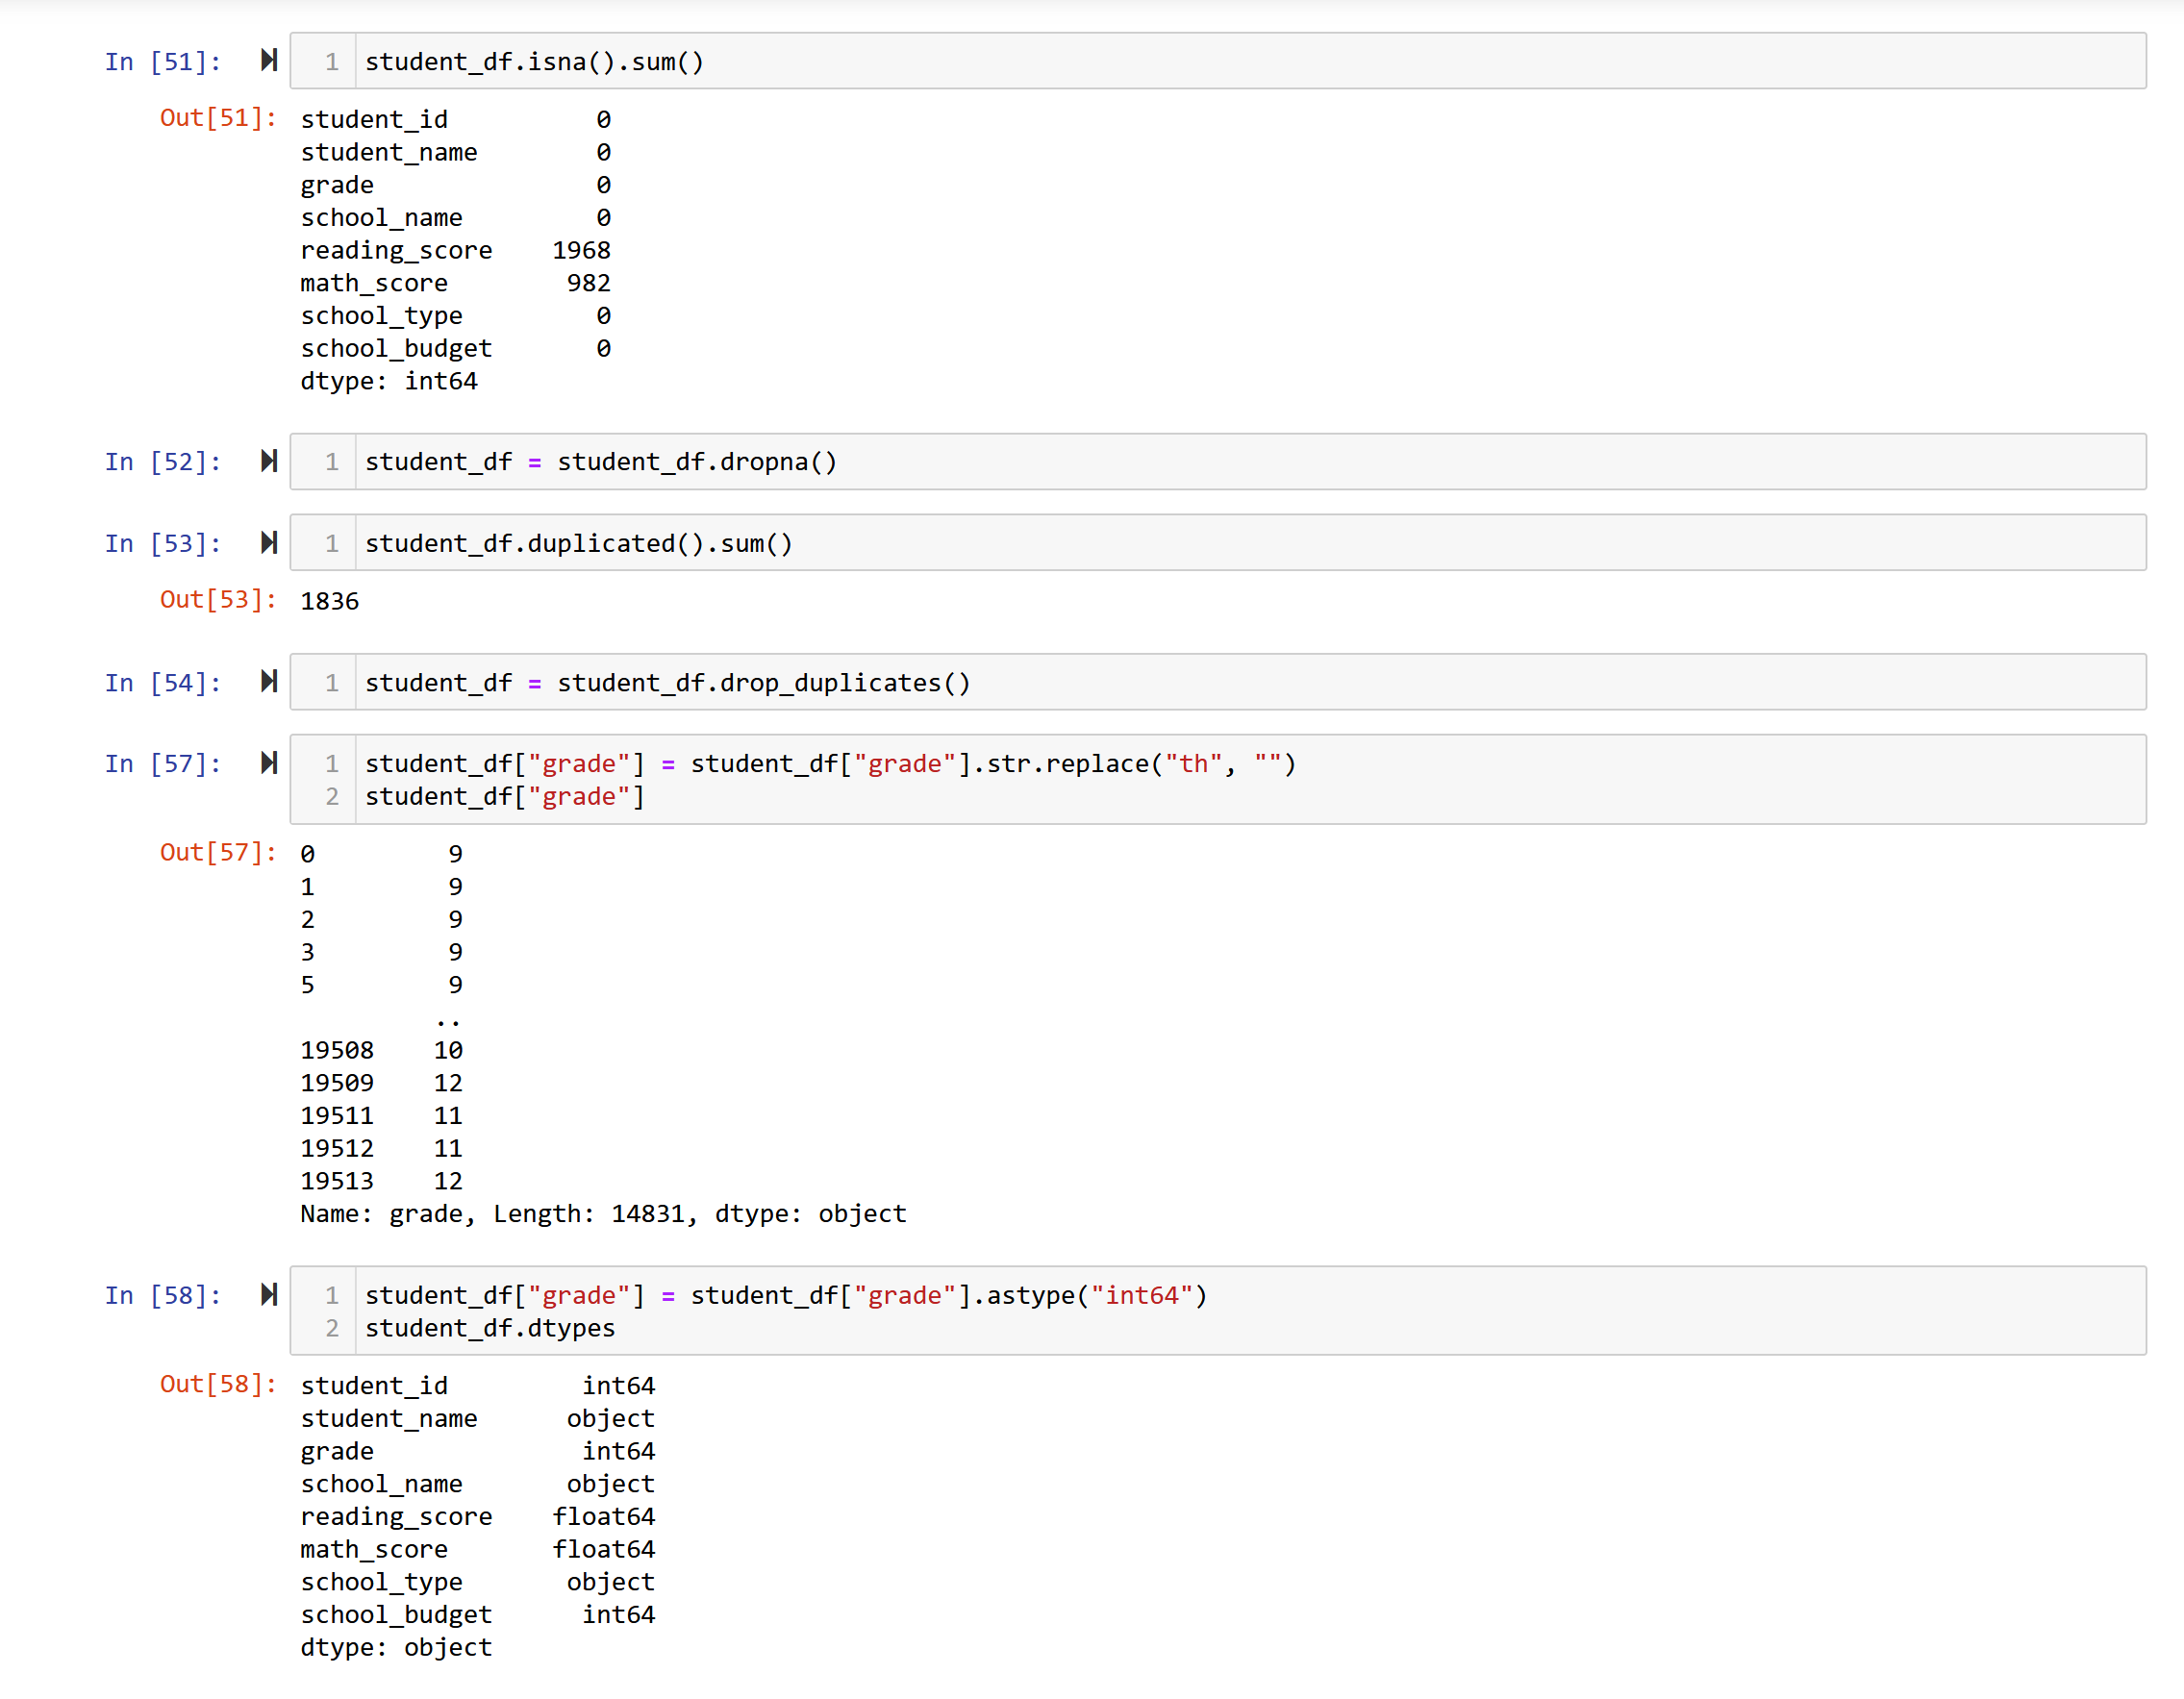 In [51]: 1 student_df.isna().sum()
Out[51]: student_id 0
student_name 0
grade 0
school_name 0
reading_score 1968
math_score 982
school_type 0
school_budget 0
dtype: int64
In [52]: 1 student_df = student_df.dropna()
In [53]: 1 student_df.duplicated().sum()
Out[53]: 1836
In [54]: 1 student_df = student_df.drop_duplicates()
In [57]: 1 student_df["grade"] = student_df["grade"].str.replace("th", "")
2 student_df["grade"]
Out[57]: 0 9
1 9
2 9
3 9
5 9
..
19508 10
19509 12
19511 11
19512 11
19513 12
Name: grade, Length: 14831, dtype: object
In [58]: 1 student_df["grade"] = student_df["grade"].astype("int64")
2 student_df.dtypes
Out[58]: student_id int64
student_name object
grade int64
school_name object
reading_score float64
math_score float64
school_type object
school_budget int64
dtype: object